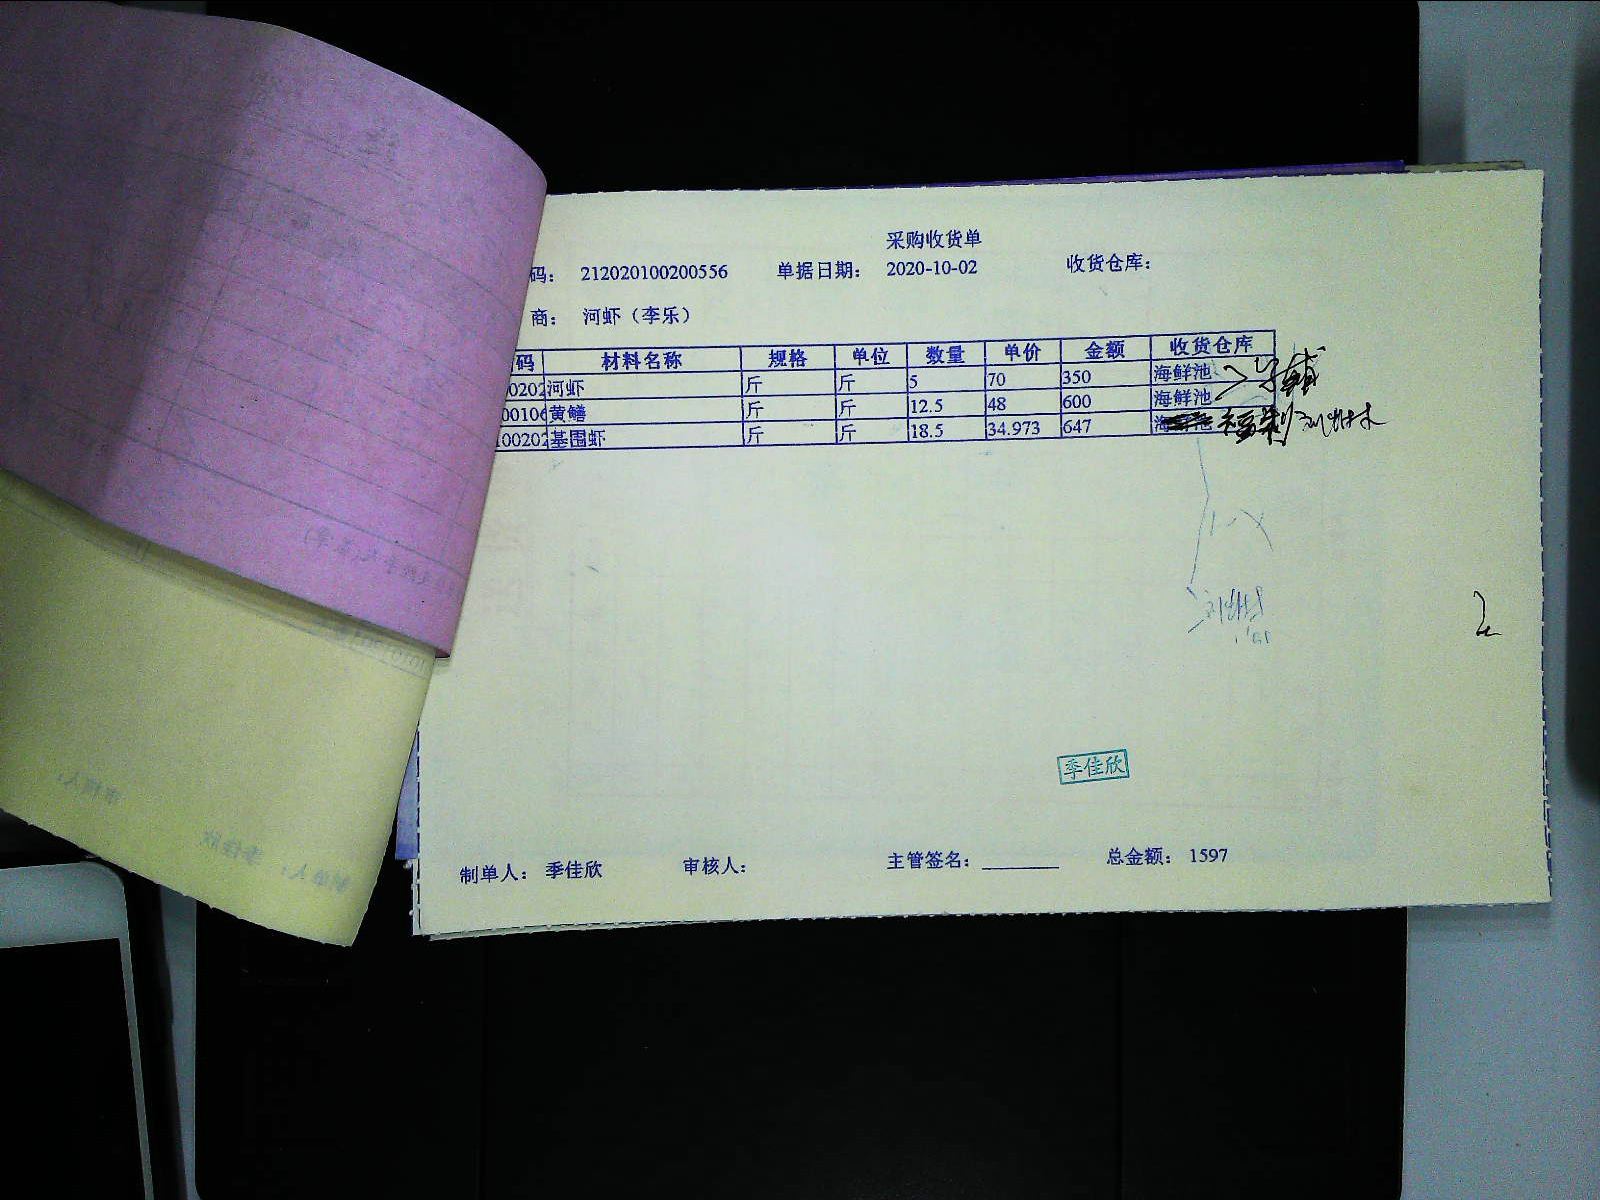 采购收货单
码： 212020100200556 单据日期： 2020-10-02 收货仓库：
商： 河虾（李乐）
码 材料名称 规格 单位 数量 单价 金额 收货仓库
00202 河虾 斤 斤 5 70 350 海鲜池
00106 黄鳝 斤 斤 12.5 48 600 海鲜池
100202 基围虾 斤 斤 18.5 34.973 647
季佳欣
制单人： 季佳欣 审核人： 主管签名： 总金额： 1597